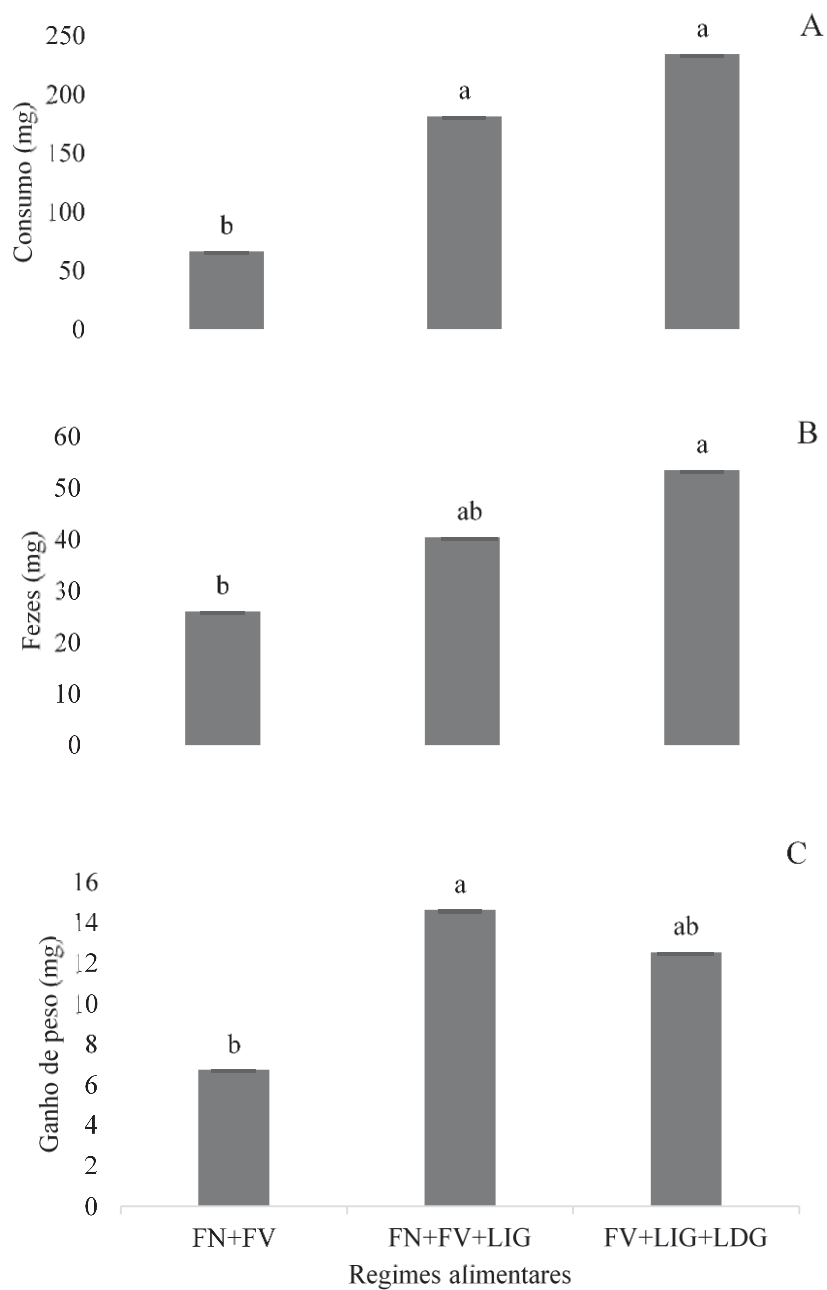 A
250
200
150
100
50
0
Consumo (mg)
b
a
a
B
60
50
40
30
20
10
0
Fezes (mg)
b
ab
a
C
16
14
12
10
8
6
4
2
0
Ganho de peso (mg)
b
a
ab
FN+FV FN+FV+LIG FV+LIG+LDG
Regimes alimentares